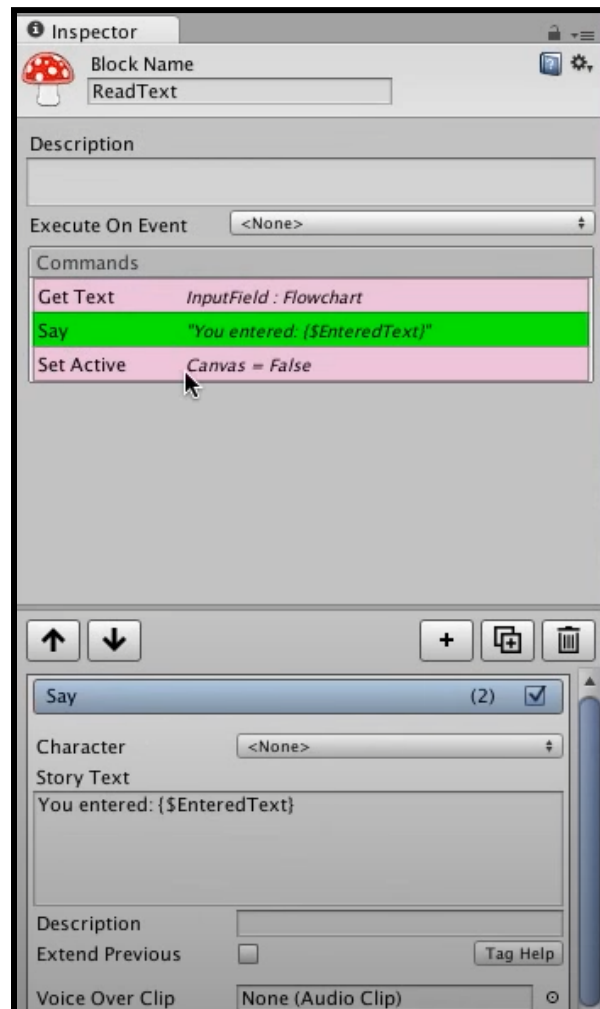 Inspector
Block Name
ReadText
Description
Execute On Event <None>
Commands
Get Text InputField : Flowchart
Say "You entered: {$EnteredText}"
Set Active Canvas = False
Say (2)
Character <None>
Story Text
You entered: {$EnteredText}
Description
Extend Previous Tag Help
Voice Over Clip None (Audio Clip)